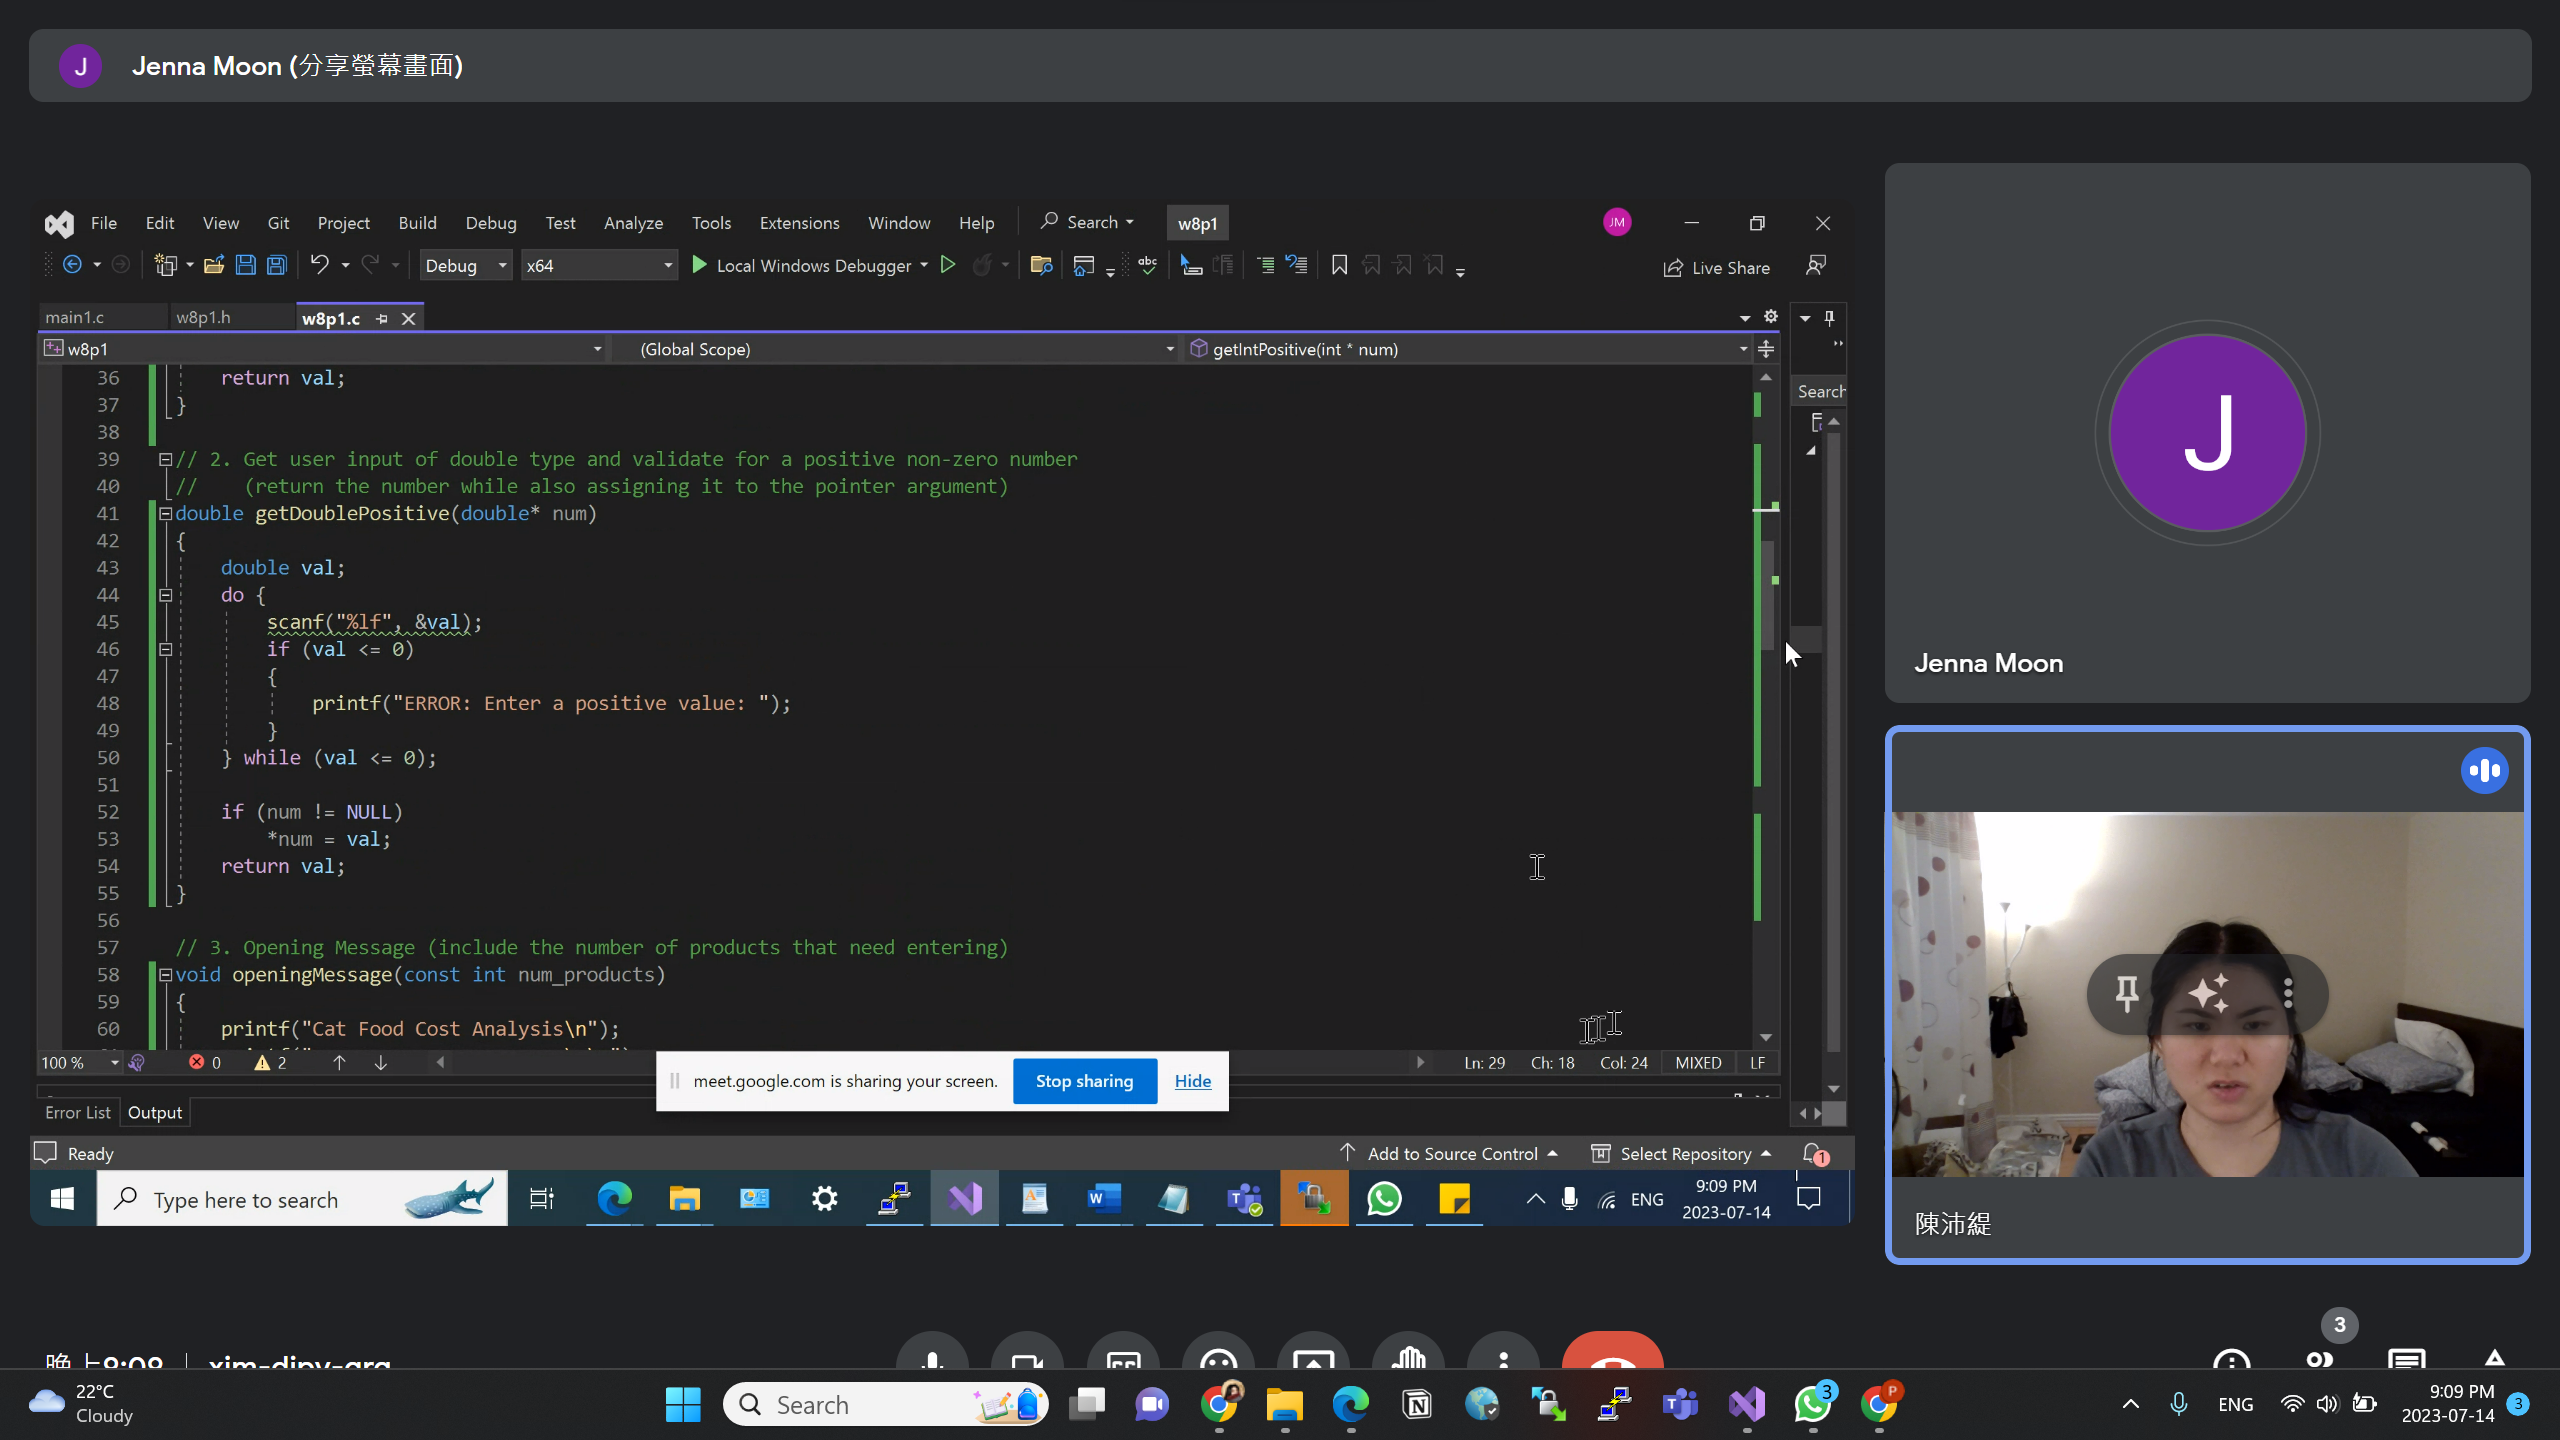 J Jenna Moon (分享螢幕畫面)
File Edit View Git Project Build Debug Test Analyze Tools Extensions Window Help Search w8p1 JM
Debug x64 Local Windows Debugger abc Live Share
main1.c w8p1.h w8p1.c
w8p1 (Global Scope) getIntPositive(int * num)
Search
36 return val;
37 }
38
39 // 2. Get user input of double type and validate for a positive non-zero number
40 // (return the number while also assigning it to the pointer argument)
41 double getDoublePositive(double* num)
42 {
43 double val;
44 do {
45 scanf("%lf", &val);
46 if (val <= 0)
47 {
48 printf("ERROR: Enter a positive value: ");
49 }
50 } while (val <= 0);
51
52 if (num != NULL)
53 *num = val;
54 return val;
55 }
56
57 // 3. Opening Message (include the number of products that need entering)
58 void openingMessage(const int num_products)
59 {
60 printf("Cat Food Cost Analysis\n");
100 % 0 2 Ln: 29 Ch: 18 Col: 24 MIXED LF
meet.google.com is sharing your screen. Stop sharing Hide
Error List Output
Ready Add to Source Control Select Repository 1
Type here to search ENG 9:09 PM
2023-07-14
J
Jenna Moon
陳沛緹
3
晚上9:09 xim-dipv-grg
22°C
Cloudy
Search 3 P ENG 9:09 PM
2023-07-14 3